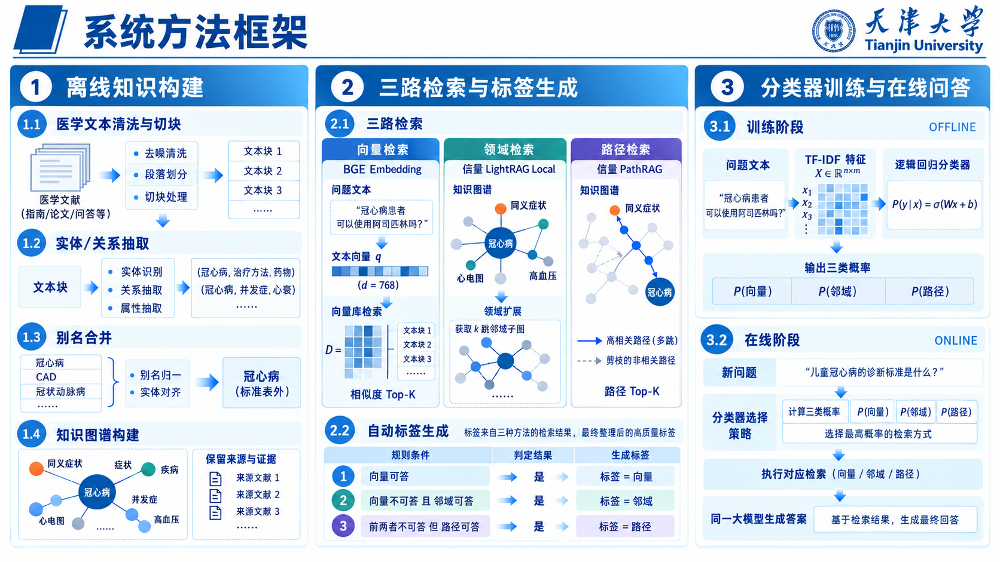 系统方法框架
天津大学
Tianjin University
1 离线知识构建
1.1 医学文本清洗与切块
医学文献
(指南/论文/问答等)
• 去噪清洗
• 段落划分
• 切块处理
文本块 1
文本块 2
文本块 3
……
1.2 实体/关系抽取
文本块
• 实体识别
• 关系抽取
• 属性抽取
(冠心病, 治疗方法, 药物)
(冠心病, 并发症, 心衰)
……
1.3 别名合并
冠心病
CAD
冠状动脉病
……
• 别名归一
• 实体对齐
冠心病
(标准表外)
1.4 知识图谱构建
同义症状
症状
疾病
冠心病
并发症
心电图
高血压
……
保留来源与证据
来源文献 1
来源文献 2
来源文献 3
……
2 三路检索与标签生成
2.1 三路检索
向量检索
BGE Embedding
问题文本
“冠心病患者
可以使用阿司匹林吗？”
文本向量 q
(d = 768)
向量库检索
D =
文本块 1
文本块 2
文本块 3
……
相似度 Top-K
领域检索
信量 LightRAG Local
知识图谱
同义症状
冠心病
心电图
高血压
领域扩展
获取 k 跳邻域子图
……
路径检索
信量 PathRAG
知识图谱
同义症状
冠心病
高相关路径 (多跳)
剪枝的非相关路径
路径 Top-K
2.2 自动标签生成
标签来自三种方法的检索结果，最终整理后的高质量标签
规则条件 判定结果 生成标签
1 向量可答 是 标签 = 向量
2 向量不可答 且 邻域可答 是 标签 = 邻域
3 前两者不可答 但 路径可答 是 标签 = 路径
3 分类器训练与在线问答
3.1 训练阶段 OFFLINE
问题文本
“冠心病患者
可以使用阿司匹林吗?”
TF-IDF 特征
X ∈ ℝⁿˣᵐ
x₁
x₂
x₃
⋮
逻辑回归分类器
P(y | x) = σ(Wx + b)
输出三类概率
P(向量) P(邻域) P(路径)
3.2 在线阶段 ONLINE
新问题
“儿童冠心病的诊断标准是什么？”
分类器选择
策略
计算三类概率 P(向量) P(邻域) P(路径)
选择最高概率的检索方式
执行对应检索 (向量 / 邻域 / 路径)
同一大模型生成答案
基于检索结果，生成最终回答